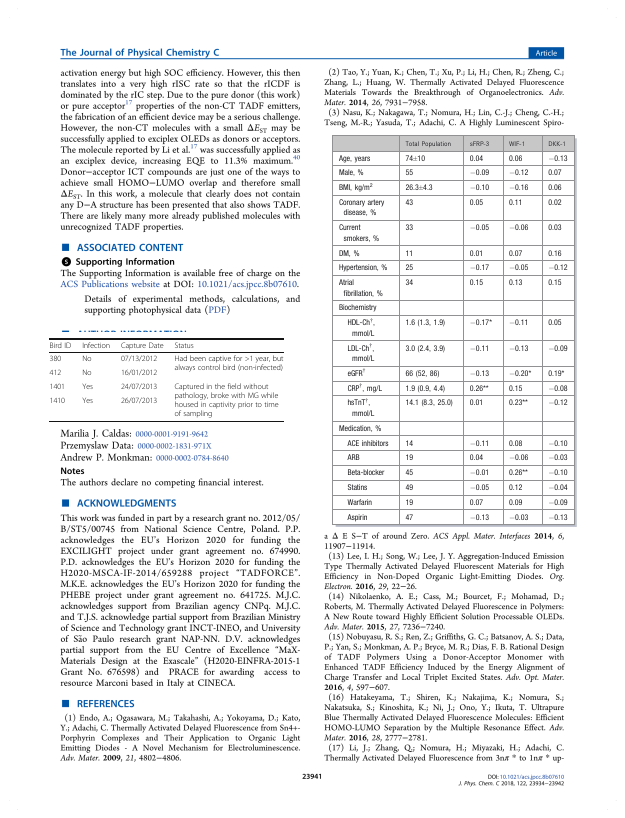 The Journal of Physical Chemistry C
Article
activation energy but high SOC efficiency. However, this then
translates into a very high rISC rate so that the rICDF is
dominated by the rIC step. Due to the pure donor (this work)
or pure acceptor17 properties of the non-CT TADF emitters,
the fabrication of an efficient device may be a serious challenge.
However, the non-CT molecules with a small ΔEST may be
successfully applied to exciplex OLEDs as donors or acceptors.
The molecule reported by Li et al.17 was successfully applied as
an exciplex device, increasing EQE to 11.3% maximum.40
Donor−acceptor ICT compounds are just one of the ways to
achieve small HOMO−LUMO overlap and therefore small
ΔEST. In this work, a molecule that clearly does not contain
any D−A structure has been presented that also shows TADF.
There are likely many more already published molecules with
unrecognized TADF properties.
■ ASSOCIATED CONTENT
S Supporting Information
The Supporting Information is available free of charge on the
ACS Publications website at DOI: 10.1021/acs.jpcc.8b07610.
Details of experimental methods, calculations, and
supporting photophysical data (PDF)
Bird ID Infection Capture Date Status
380 No 07/13/2012 Had been captive for >1 year, but
412 No 16/01/2012 always control bird (non-infected)
1401 Yes 24/07/2013 Captured in the field without
1410 Yes 26/07/2013 pathology, broke with MG while
housed in captivity prior to time
of sampling
Marilia J. Caldas: 0000-0001-9191-9642
Przemyslaw Data: 0000-0002-1831-971X
Andrew P. Monkman: 0000-0002-0784-8640
Notes
The authors declare no competing financial interest.
■ ACKNOWLEDGMENTS
This work was funded in part by a research grant no. 2012/05/
B/ST5/00745 from National Science Centre, Poland. P.P.
acknowledges the EU's Horizon 2020 for funding the
EXCILIGHT project under grant agreement no. 674990.
P.D. acknowledges the EU's Horizon 2020 for funding the
H2020-MSCA-IF-2014/659288 project “TADFORCE”.
M.K.E. acknowledges the EU's Horizon 2020 for funding the
PHEBE project under grant agreement no. 641725. M.J.C.
acknowledges support from Brazilian agency CNPq. M.J.C.
and T.J.S. acknowledge partial support from Brazilian Ministry
of Science and Technology grant INCT-INEO, and University
of São Paulo research grant NAP-NN. D.V. acknowledges
partial support from the EU Centre of Excellence “MaX-
Materials Design at the Exascale” (H2020-EINFRA-2015-1
Grant No. 676598) and PRACE for awarding access to
resource Marconi based in Italy at CINECA.
■ REFERENCES
(1) Endo, A.; Ogasawara, M.; Takahashi, A.; Yokoyama, D.; Kato,
Y.; Adachi, C. Thermally Activated Delayed Fluorescence from Sn4+-
Porphyrin Complexes and Their Application to Organic Light
Emitting Diodes - A Novel Mechanism for Electroluminescence.
Adv. Mater. 2009, 21, 4802−4806.
(2) Tao, Y.; Yuan, K.; Chen, T.; Xu, P.; Li, H.; Chen, R.; Zheng, C.;
Zhang, L.; Huang, W. Thermally Activated Delayed Fluorescence
Materials Towards the Breakthrough of Organoelectronics. Adv.
Mater. 2014, 26, 7931−7958.
(3) Nasu, K.; Nakagawa, T.; Nomura, H.; Lin, C.-J.; Cheng, C.-H.;
Tseng, M.-R.; Yasuda, T.; Adachi, C. A Highly Luminescent Spiro-
Total Population sFRP-3 WIF-1 DKK-1
Age, years 74±10 0.04 0.06 −0.13
Male, % 55 −0.09 −0.12 0.07
BMI, kg/m2 26.3±4.3 −0.10 −0.16 0.06
Coronary artery 43 0.05 0.11 0.02
disease, %
Current 33 −0.05 −0.06 0.03
smokers, %
DM, % 11 0.01 0.07 0.16
Hypertension, % 25 −0.17 −0.05 −0.12
Atrial 34 0.15 0.13 0.15
fibrillation, %
Biochemistry
HDL-Ch†, 1.6 (1.3, 1.9) −0.17* −0.11 0.05
mmol/L
LDL-Ch†, 3.0 (2.4, 3.9) −0.11 −0.13 −0.09
mmol/L
eGFR† 66 (52, 86) −0.13 −0.20* 0.19*
CRP†, mg/L 1.9 (0.9, 4.4) 0.26** 0.15 −0.08
hsTnT†, 14.1 (8.3, 25.0) 0.01 0.23** −0.12
mmol/L
Medication, %
ACE inhibitors 14 −0.11 0.08 −0.10
ARB 19 0.04 −0.06 −0.03
Beta-blocker 45 −0.01 0.26** −0.10
Statins 49 −0.05 0.12 −0.04
Warfarin 19 0.07 0.09 −0.09
Aspirin 47 −0.13 −0.03 −0.13
a Δ E S−T of around Zero. ACS Appl. Mater. Interfaces 2014, 6,
11907−11914.
(13) Lee, I. H.; Song, W.; Lee, J. Y. Aggregation-Induced Emission
Type Thermally Activated Delayed Fluorescent Materials for High
Efficiency in Non-Doped Organic Light-Emitting Diodes. Org.
Electron. 2016, 29, 22−26.
(14) Nikolaenko, A. E.; Cass, M.; Bourcet, F.; Mohamad, D.;
Roberts, M. Thermally Activated Delayed Fluorescence in Polymers:
A New Route toward Highly Efficient Solution Processable OLEDs.
Adv. Mater. 2015, 27, 7236−7240.
(15) Nobuyasu, R. S.; Ren, Z.; Griffiths, G. C.; Batsanov, A. S.; Data,
P.; Yan, S.; Monkman, A. P.; Bryce, M. R.; Dias, F. B. Rational Design
of TADF Polymers Using a Donor-Acceptor Monomer with
Enhanced TADF Efficiency Induced by the Energy Alignment of
Charge Transfer and Local Triplet Excited States. Adv. Opt. Mater.
2016, 4, 597−607.
(16) Hatakeyama, T.; Shiren, K.; Nakajima, K.; Nomura, S.;
Nakatsuka, S.; Kinoshita, K.; Ni, J.; Ono, Y.; Ikuta, T. Ultrapure
Blue Thermally Activated Delayed Fluorescence Molecules: Efficient
HOMO-LUMO Separation by the Multiple Resonance Effect. Adv.
Mater. 2016, 28, 2777−2781.
(17) Li, J.; Zhang, Q.; Nomura, H.; Miyazaki, H.; Adachi, C.
Thermally Activated Delayed Fluorescence from 3nπ * to 1nπ * up-
23941
DOI: 10.1021/acs.jpcc.8b07610
J. Phys. Chem. C 2018, 122, 23934−23942